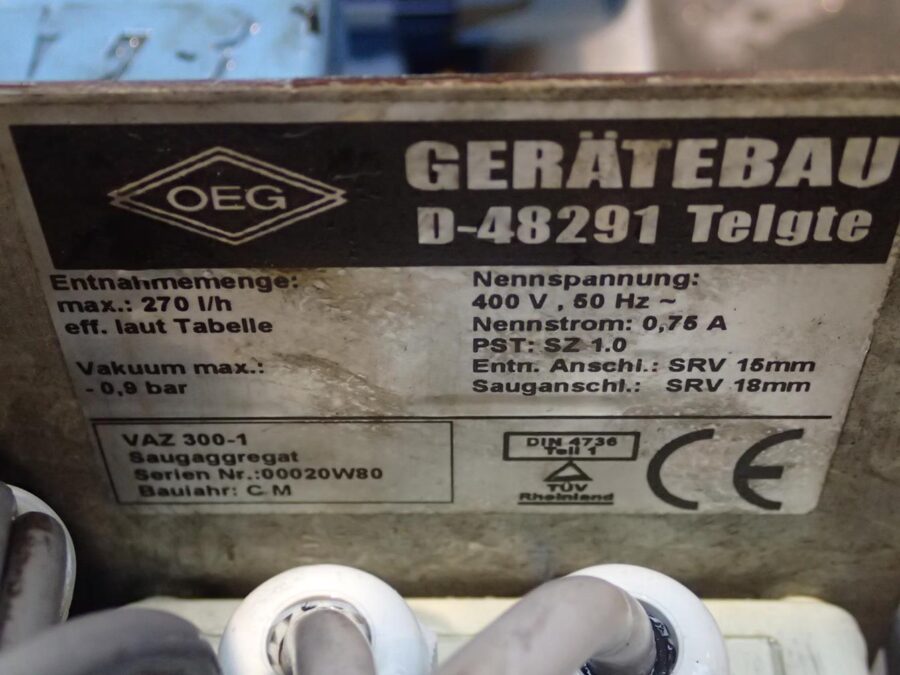 OEG
GERÄTEBAU
D-48291 Telgte
Entnahmemenge:
max.: 270 l/h
eff. laut Tabelle
Vakuum max.:
- 0,9 bar
Nennspannung:
400 V , 50 Hz ~
Nennstrom: 0,75 A
PST: SZ 1.0
Entn. Anschl.: SRV 15mm
Sauganschl.: SRV 18mm
VAZ 300-1
Saugaggregat
Serien Nr.:00020W80
Baujahr: C M
DIN 4736
Teil 1
TÜV
Rheinland
CE